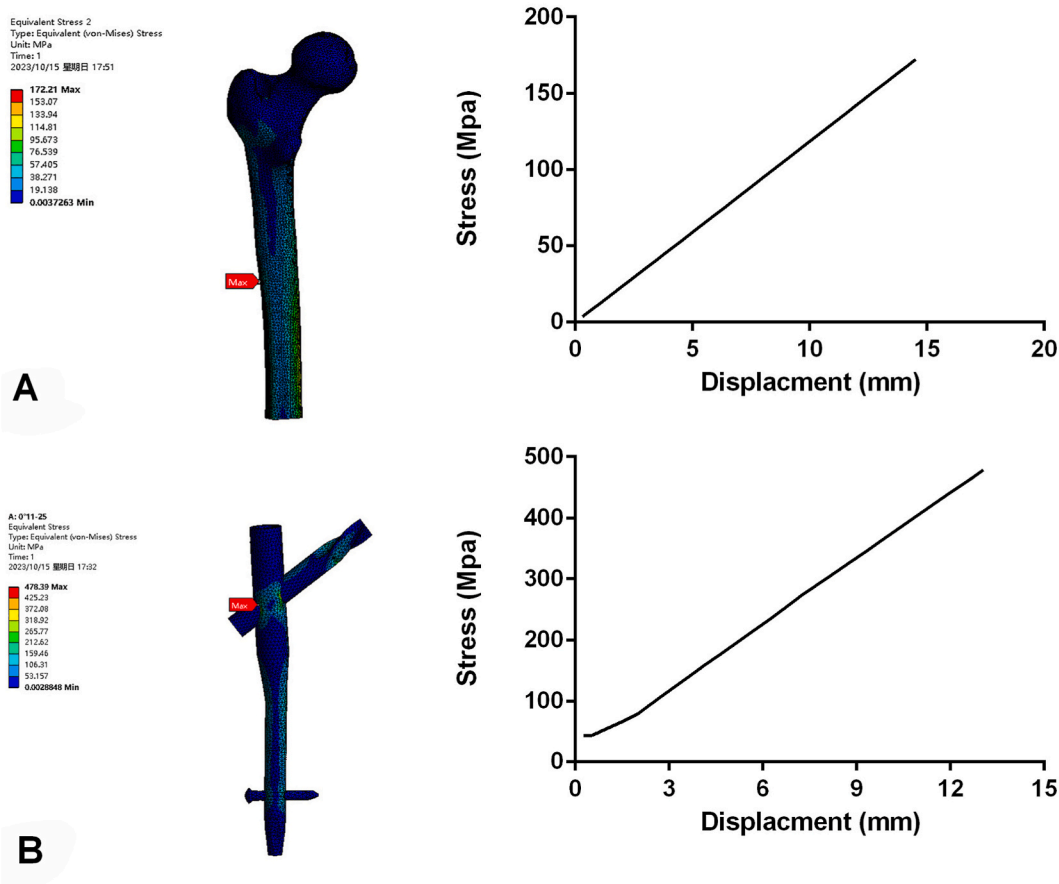 Equivalent Stress 2
Type: Equivalent (von-Mises) Stress
Unit: MPa
Time: 1
2023/10/15 星期日 17:51
172.21 Max
153.07
133.94
114.81
95.673
76.539
57.405
38.271
19.138
0.0037263 Min
Max
A
200
150
100
50
0
Stress (Mpa)
0 5 10 15 20
Displacment (mm)
A: 0°11-25
Equivalent Stress
Type: Equivalent (von-Mises) Stress
Unit: MPa
Time: 1
2023/10/15 星期日 17:32
478.39 Max
425.23
372.08
318.92
265.77
212.62
159.46
106.31
53.157
0.0028848 Min
Max
B
500
400
300
200
100
0
Stress (Mpa)
0 3 6 9 12 15
Displacment (mm)